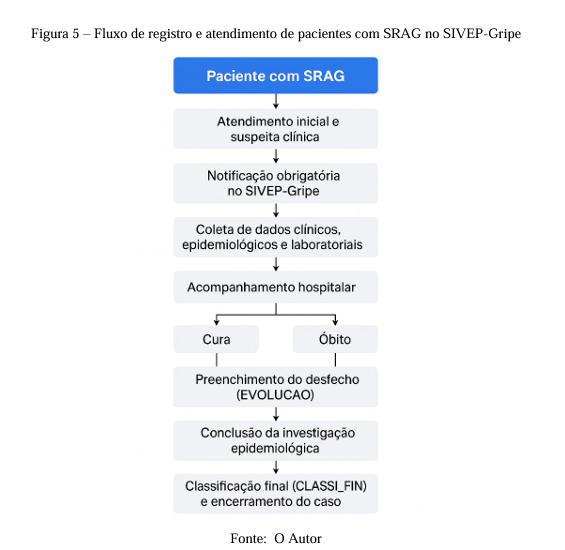 Figura 5 – Fluxo de registro e atendimento de pacientes com SRAG no SIVEP-Gripe
Paciente com SRAG
Atendimento inicial e
suspeita clínica
Notificação obrigatória
no SIVEP-Gripe
Coleta de dados clínicos,
epidemiológicos e laboratoriais
Acompanhamento hospitalar
Cura
Óbito
Preenchimento do desfecho
(EVOLUCAO)
Conclusão da investigação
epidemiológica
Classificação final (CLASSI_FIN)
e encerramento do caso
Fonte: O Autor